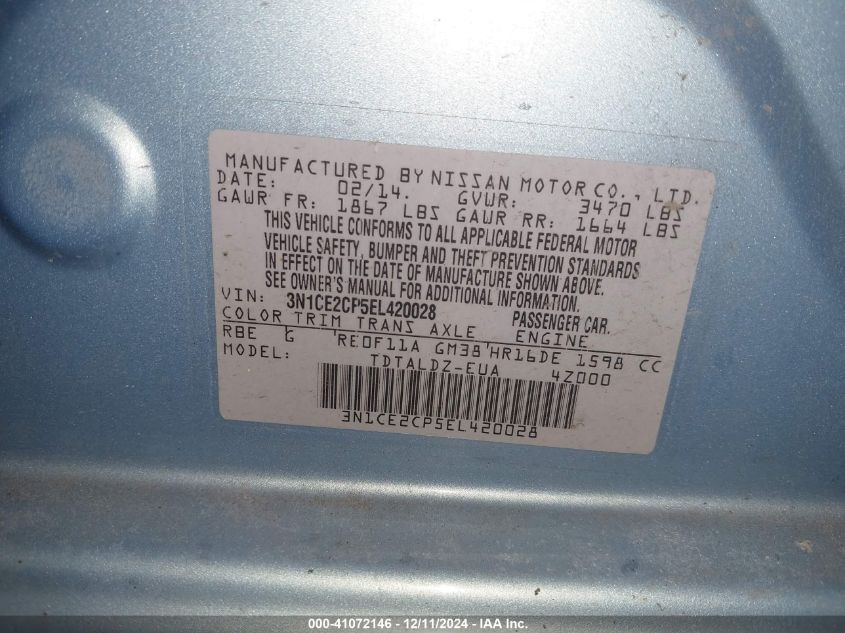 MANUFACTURED BY NISSAN MOTOR CO., LTD.
DATE: 02/14. GVWR: 3470 LBS
GAWR FR: 1867 LBS GAWR RR: 1664 LBS
THIS VEHICLE CONFORMS TO ALL APPLICABLE FEDERAL MOTOR
VEHICLE SAFETY, BUMPER AND THEFT PREVENTION STANDARDS
IN EFFECT ON THE DATE OF MANUFACTURE SHOWN ABOVE.
SEE OWNER'S MANUAL FOR ADDITIONAL INFORMATION.
VIN: 3N1CE2CP5EL420028 PASSENGER CAR.
COLOR TRIM TRANS AXLE ENGINE
RBE G RE0F11A GM38 HR16DE 1598 CC
MODEL: TDTALDZ-EUA 4Z000
3N1CE2CP5EL420028
000-41072146 - 12/11/2024 - IAA Inc.